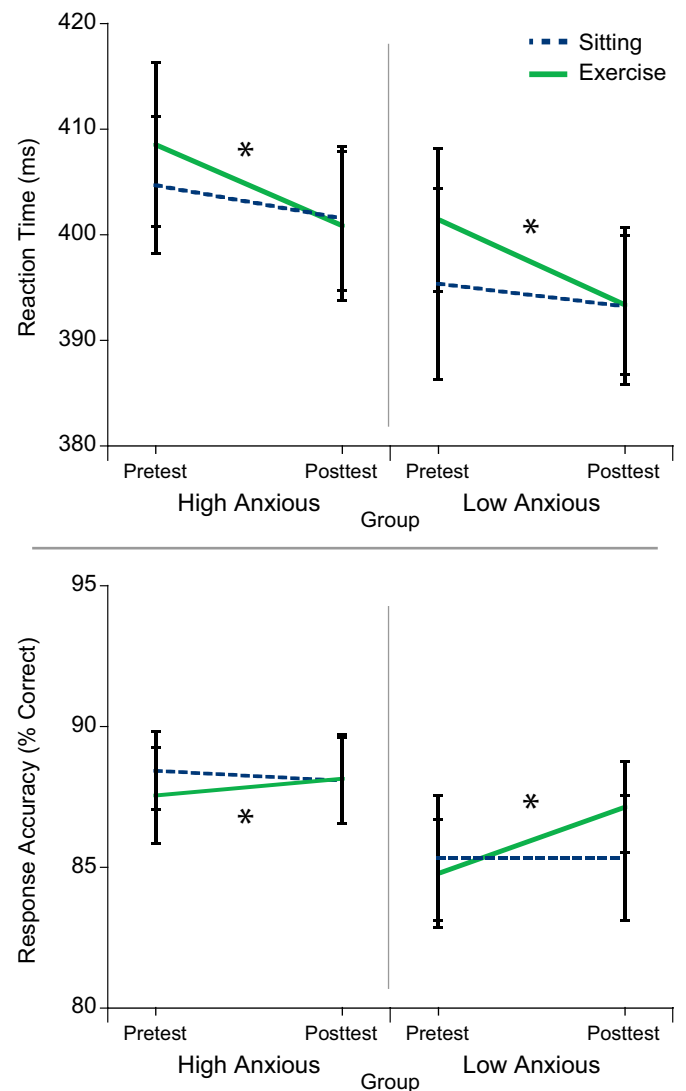 420
410
400
390
380
Reaction Time (ms)
Sitting
Exercise
*
*
Pretest
Posttest
Pretest
Posttest
High Anxious
Low Anxious
Group
95
90
85
80
Response Accuracy (% Correct)
*
*
Pretest
Posttest
Pretest
Posttest
High Anxious
Low Anxious
Group